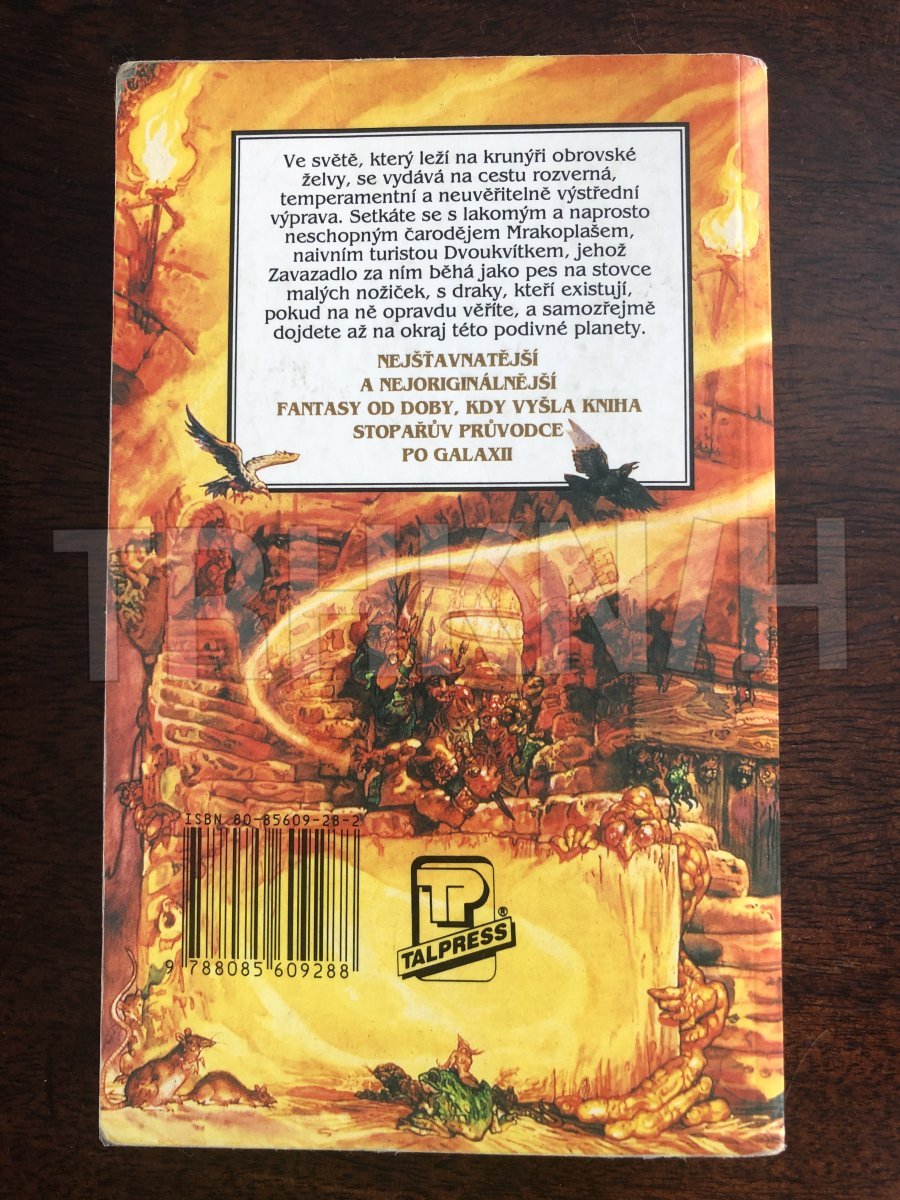 Ve světě, který leží na krunýři obrovské
želvy, se vydává na cestu rozverná,
temperamentní a neuvěřitelně výstřední
výprava. Setkáte se s lakomým a naprosto
neschopným čarodějem Mrakoplašem,
naivním turistou Dvoukvítkem, jehož
Zavazadlo za ním běhá jako pes na stovce
malých nožiček, s draky, kteří existují,
pokud na ně opravdu věříte, a samozřejmě
dojdete až na okraj této podivné planety.
NEJŠŤAVNATĚJŠÍ
A NEJORIGINÁLNĚJŠÍ
FANTASY OD DOBY, KDY VYŠLA KNIHA
STOPAŘŮV PRŮVODCE
PO GALAXII
TRHKNIH
ISBN 80-85609-28-2
9 788085 609288
TP
TALPRESS®